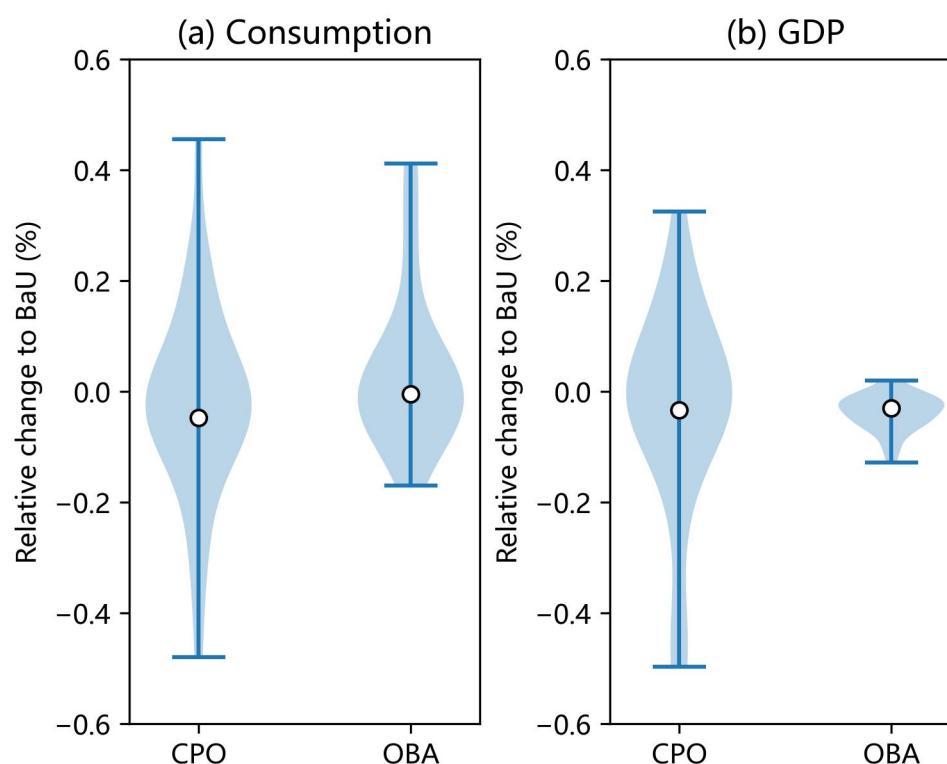 (a) Consumption
Relative change to BaU (%)
0.6
0.4
0.2
0.0
−0.2
−0.4
−0.6
CPO OBA
(b) GDP
Relative change to BaU (%)
0.6
0.4
0.2
0.0
−0.2
−0.4
−0.6
CPO OBA